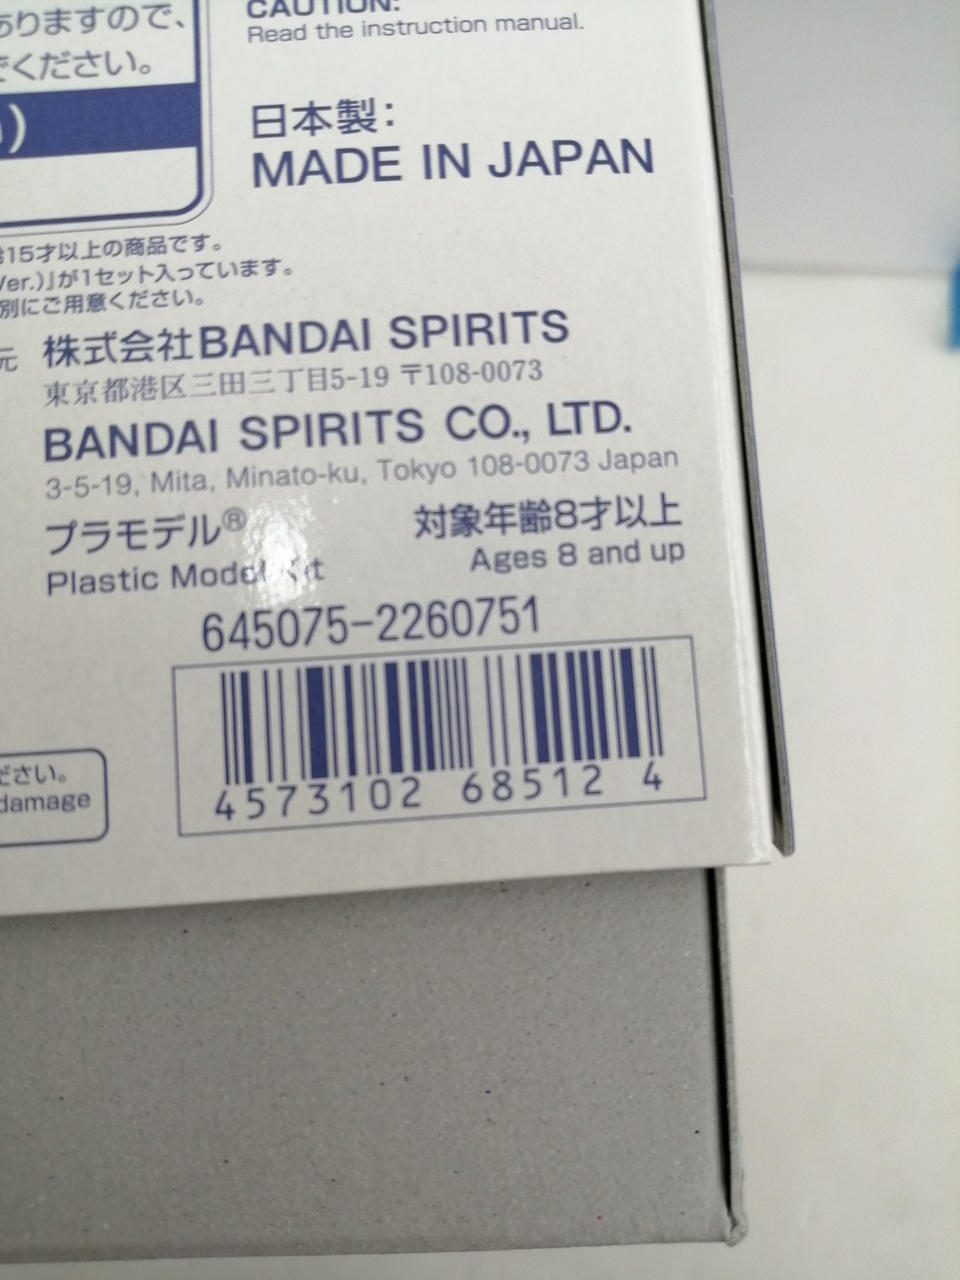 ありますので、
ください。
)
CAUTION:
Read the instruction manual.
日本製:
MADE IN JAPAN
15才以上の商品です。
Ver.)」が1セット入っています。
別にご用意ください。
元 株式会社BANDAI SPIRITS
東京都港区三田三丁目5-19 〒108-0073
BANDAI SPIRITS CO., LTD.
3-5-19, Mita, Minato-ku, Tokyo 108-0073 Japan
プラモデル® 対象年齢8才以上
Plastic Model Kit Ages 8 and up
645075-2260751
4573102 68512 4
ださい。
damage